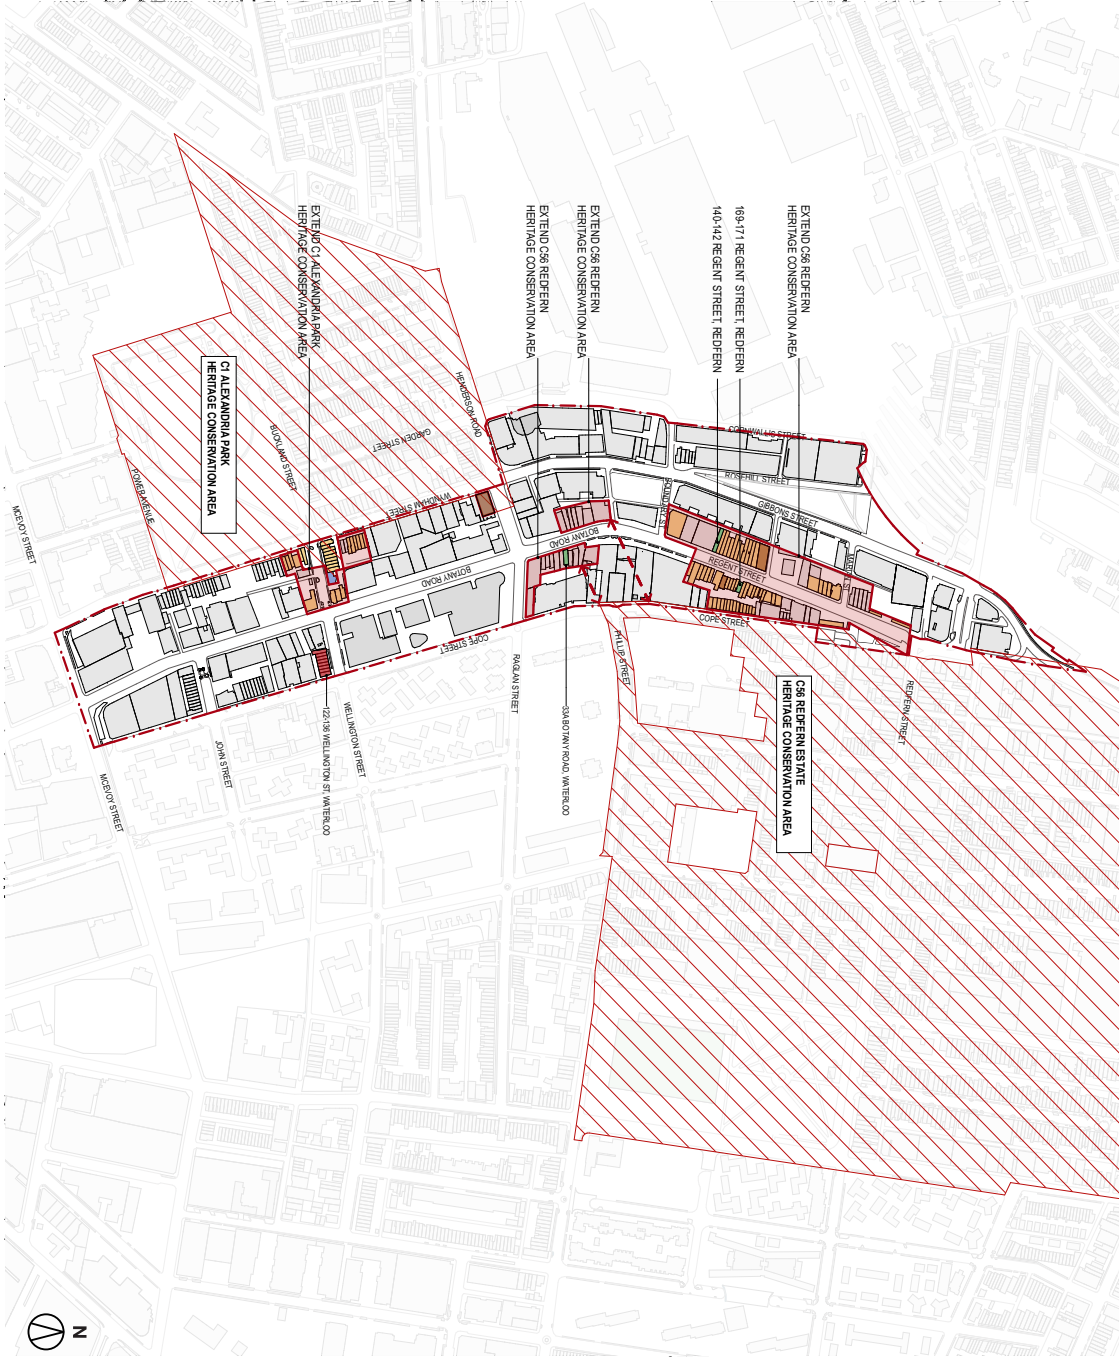 EXTEND C56 REDFERN
HERITAGE CONSERVATION AREA
169-171 REGENT STREET, REDFERN
140-142 REGENT STREET, REDFERN
EXTEND C56 REDFERN
HERITAGE CONSERVATION AREA
EXTEND C56 REDFERN
HERITAGE CONSERVATION AREA
EXTEND C1 ALEXANDRIA PARK
HERITAGE CONSERVATION AREA
C1 ALEXANDRIA PARK
HERITAGE CONSERVATION AREA
HENDERSON ROAD
GARDEN STREET
BUCKLAND STREET
WYNDHAM STREET
POWER AVENUE
MCEVOY STREET
CORNWALLIS STREET
ROSEHILL STREET
GIBBONS STREET
BOUNDARY ST
MARIAN ST
REGENT STREET
BOTANY ROAD
BOTANY ROAD
COPE STREET
COPE STREET
PHILLIP STREET
REDFERN STREET
RAGLAN STREET
WELLINGTON STREET
JOHN STREET
MCEVOY STREET
122-136 WELLINGTON ST, WATERLOO
33A BOTANY ROAD, WATERLOO
C56 REDFERN ESTATE
HERITAGE CONSERVATION AREA
N